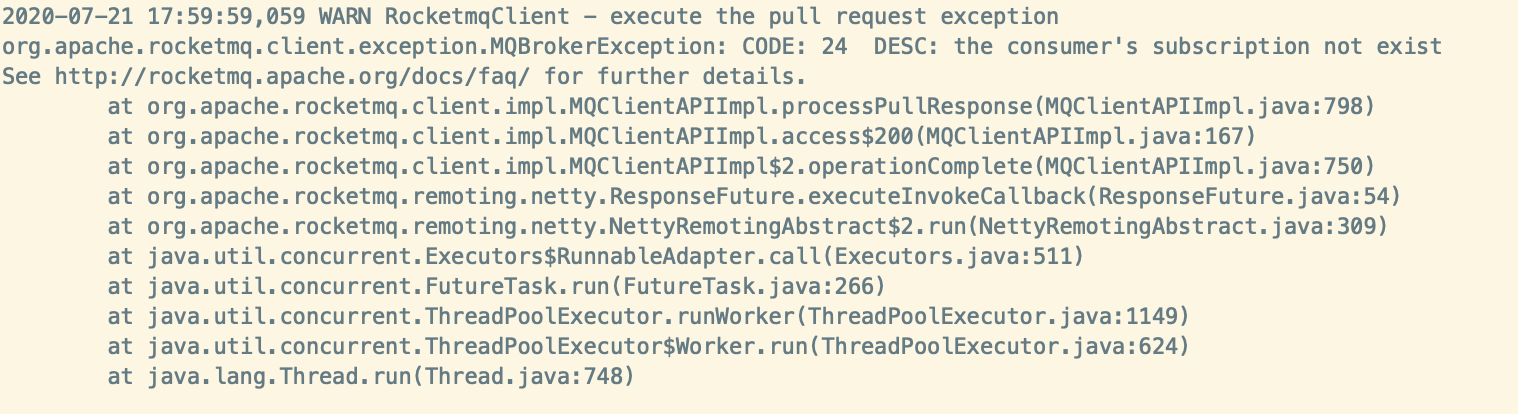 2020-07-21 17:59:59,059 WARN RocketmqClient - execute the pull request exception
org.apache.rocketmq.client.exception.MQBrokerException: CODE: 24  DESC: the consumer's subscription not exist
See http://rocketmq.apache.org/docs/faq/ for further details.
        at org.apache.rocketmq.client.impl.MQClientAPIImpl.processPullResponse(MQClientAPIImpl.java:798)
        at org.apache.rocketmq.client.impl.MQClientAPIImpl.access$200(MQClientAPIImpl.java:167)
        at org.apache.rocketmq.client.impl.MQClientAPIImpl$2.operationComplete(MQClientAPIImpl.java:750)
        at org.apache.rocketmq.remoting.netty.ResponseFuture.executeInvokeCallback(ResponseFuture.java:54)
        at org.apache.rocketmq.remoting.netty.NettyRemotingAbstract$2.run(NettyRemotingAbstract.java:309)
        at java.util.concurrent.Executors$RunnableAdapter.call(Executors.java:511)
        at java.util.concurrent.FutureTask.run(FutureTask.java:266)
        at java.util.concurrent.ThreadPoolExecutor.runWorker(ThreadPoolExecutor.java:1149)
        at java.util.concurrent.ThreadPoolExecutor$Worker.run(ThreadPoolExecutor.java:624)
        at java.lang.Thread.run(Thread.java:748)